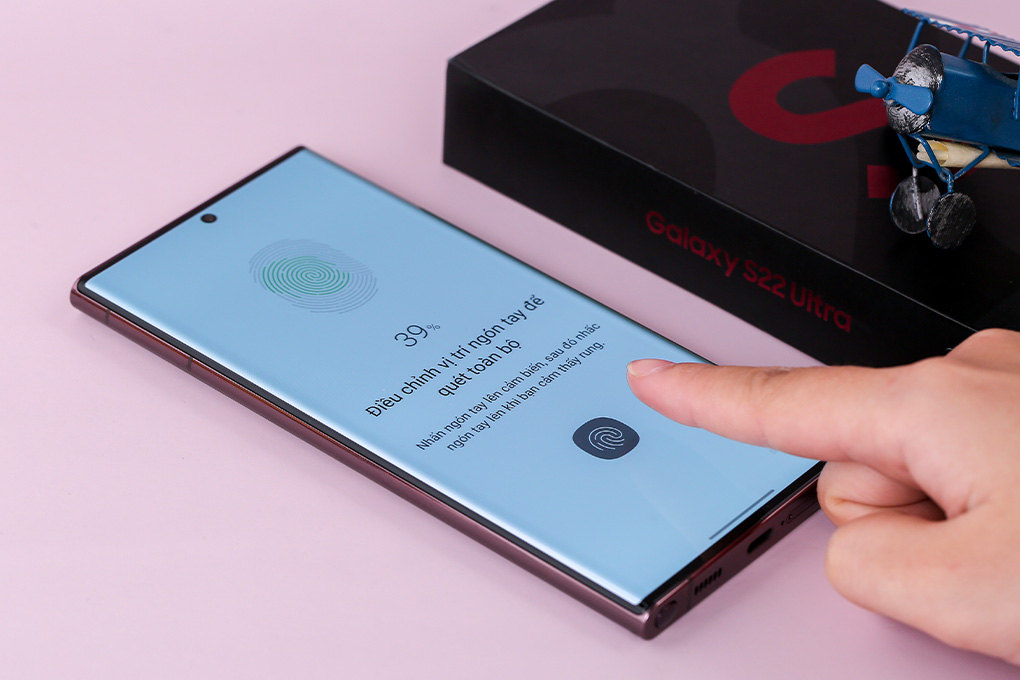 39%
Điều chỉnh vị trí ngón tay để
quét toàn bộ
Nhấn ngón tay lên cảm biến, sau đó nhấc
ngón tay lên khi bạn cảm thấy rung.
S
Galaxy S22 Ultra